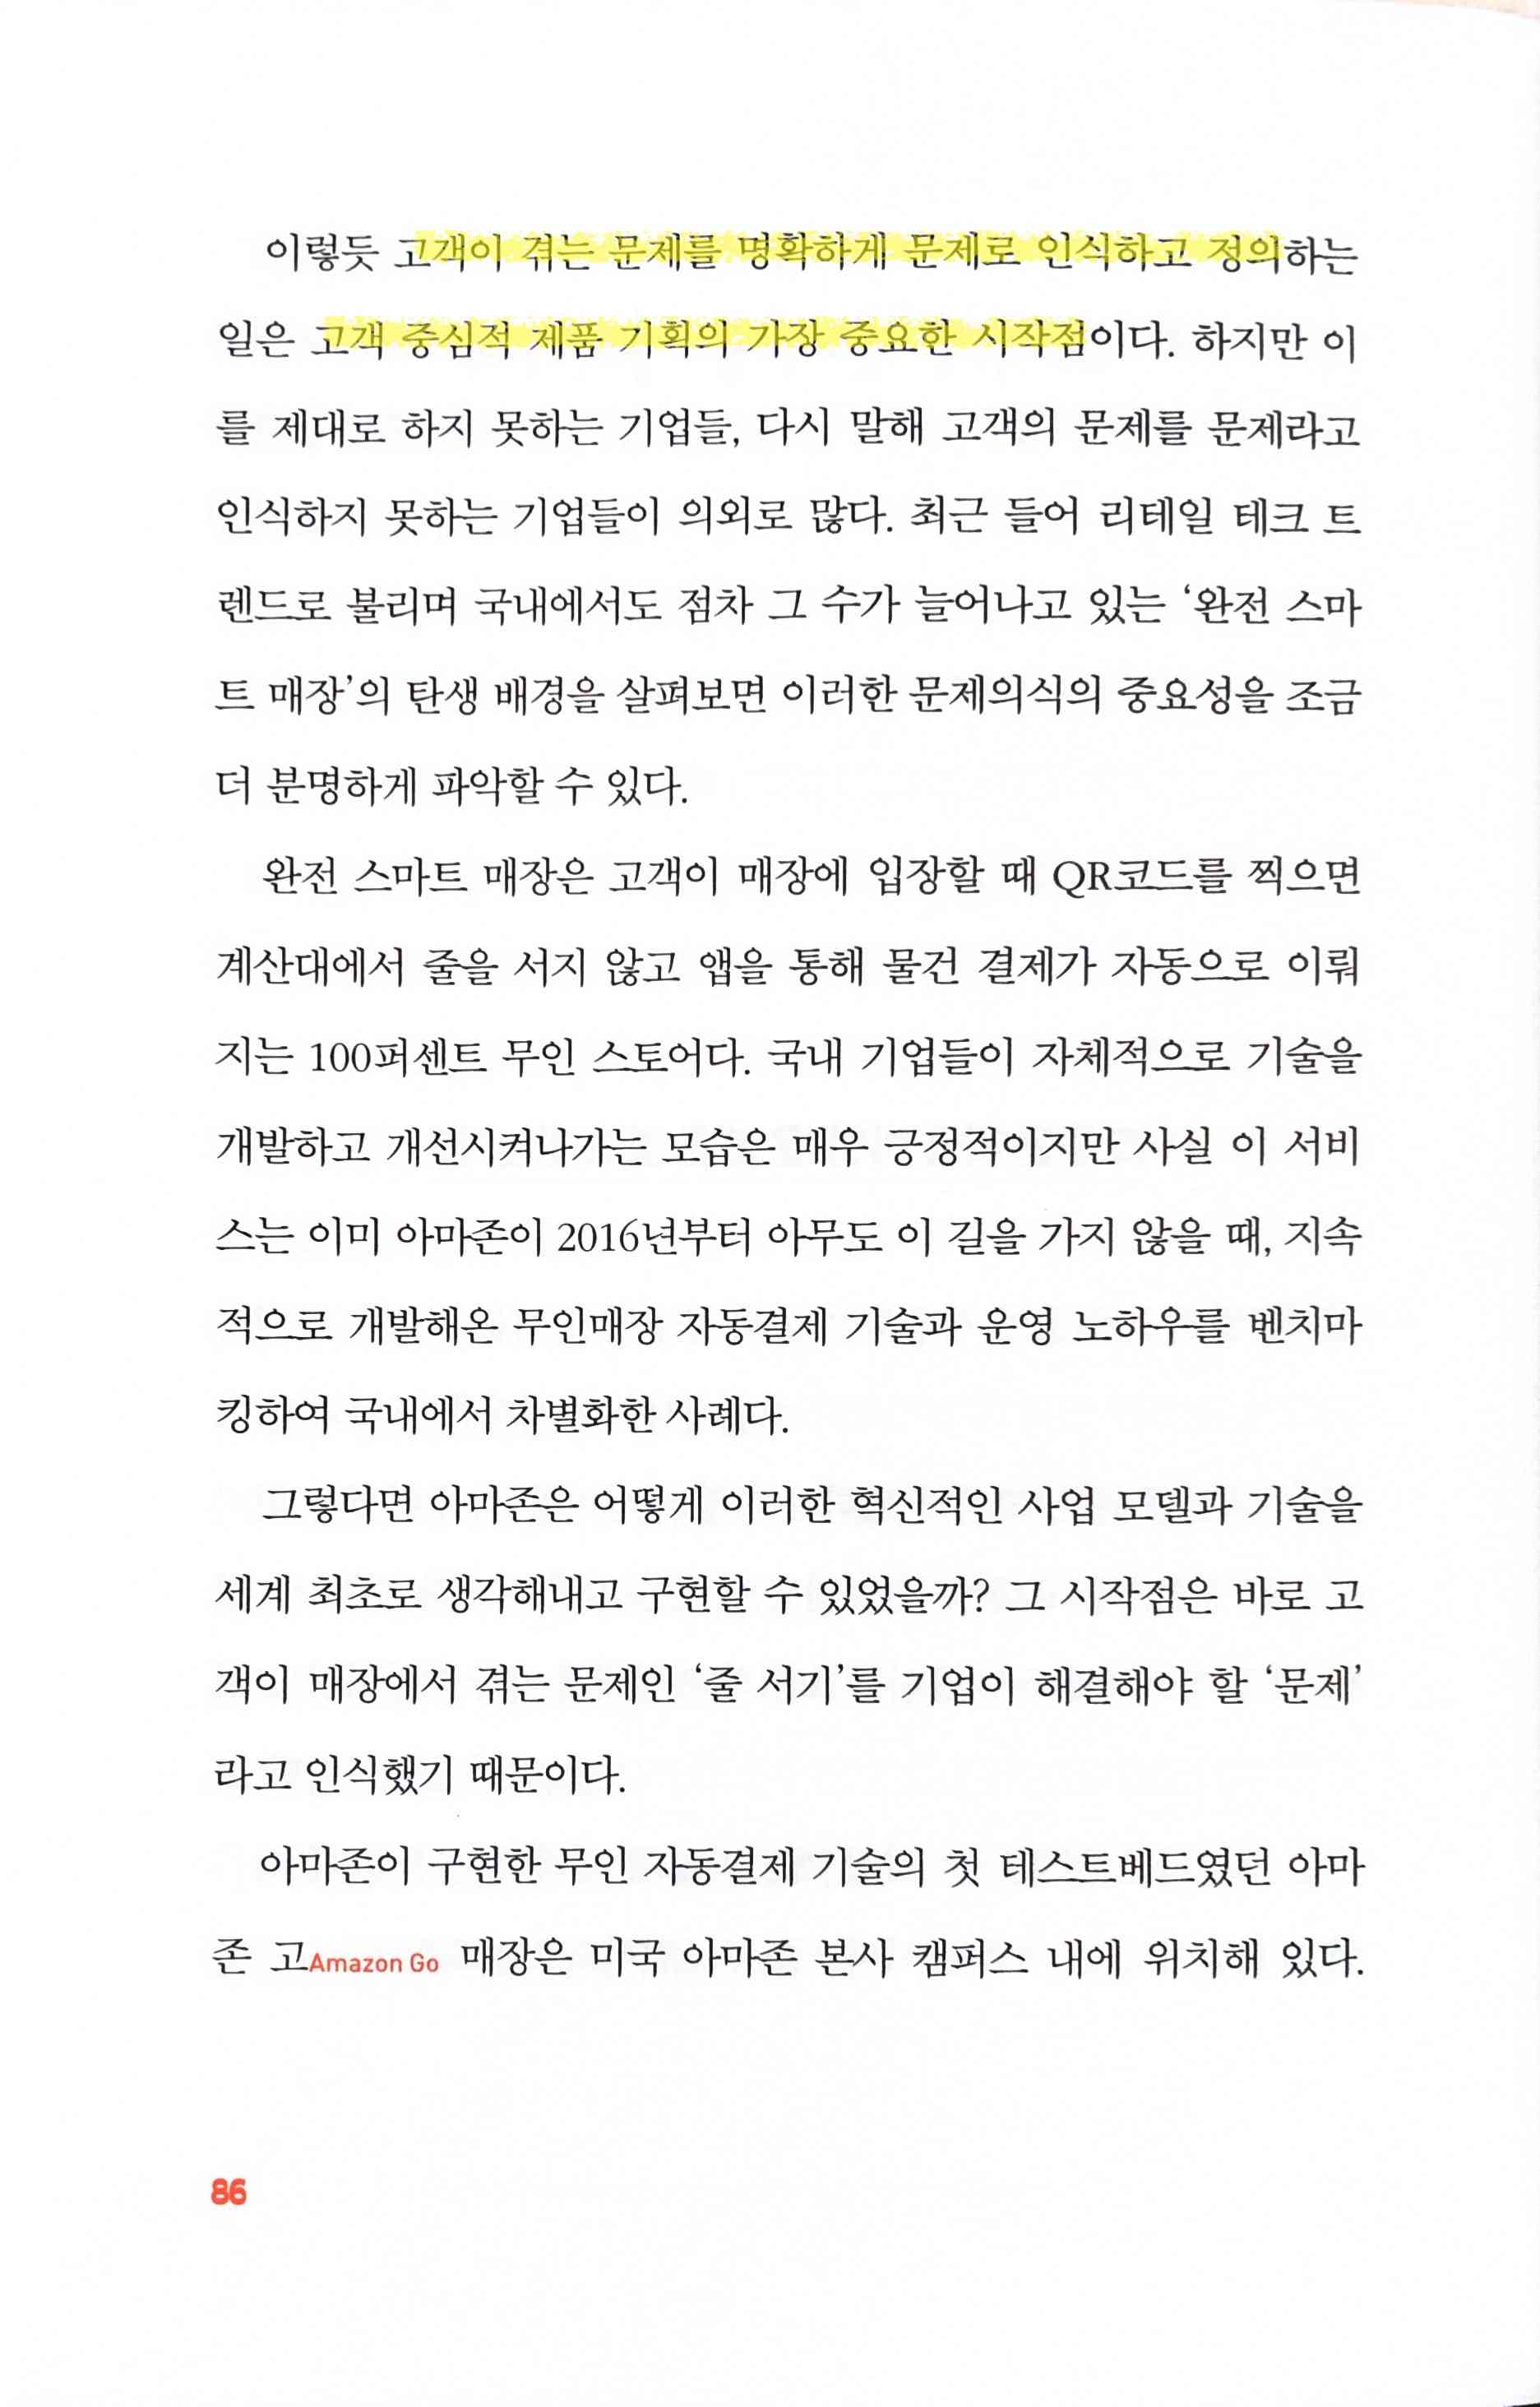 이렇듯 고객이 겪는 문제를 명확하게 문제로 인식하고 정의하는
일은 고객 중심적 제품 기획의 가장 중요한 시작점이다. 하지만 이
를 제대로 하지 못하는 기업들, 다시 말해 고객의 문제를 문제라고
인식하지 못하는 기업들이 의외로 많다. 최근 들어 리테일 테크 트
렌드로 불리며 국내에서도 점차 그 수가 늘어나고 있는 ‘완전 스마
트 매장’의 탄생 배경을 살펴보면 이러한 문제의식의 중요성을 조금
더 분명하게 파악할 수 있다.
완전 스마트 매장은 고객이 매장에 입장할 때 QR코드를 찍으면
계산대에서 줄을 서지 않고 앱을 통해 물건 결제가 자동으로 이뤄
지는 100퍼센트 무인 스토어다. 국내 기업들이 자체적으로 기술을
개발하고 개선시켜나가는 모습은 매우 긍정적이지만 사실 이 서비
스는 이미 아마존이 2016년부터 아무도 이 길을 가지 않을 때, 지속
적으로 개발해온 무인매장 자동결제 기술과 운영 노하우를 벤치마
킹하여 국내에서 차별화한 사례다.
그렇다면 아마존은 어떻게 이러한 혁신적인 사업 모델과 기술을
세계 최초로 생각해내고 구현할 수 있었을까? 그 시작점은 바로 고
객이 매장에서 겪는 문제인 ‘줄 서기’를 기업이 해결해야 할 ‘문제’
라고 인식했기 때문이다.
아마존이 구현한 무인 자동결제 기술의 첫 테스트베드였던 아마
존 고Amazon Go 매장은 미국 아마존 본사 캠퍼스 내에 위치해 있다.
86